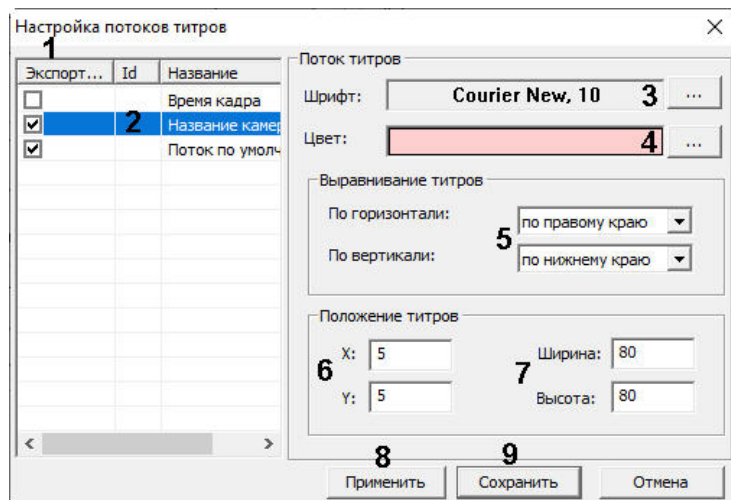 Настройка потоков титров
1
Экспорт... Id Название
Время кадра
2 Название камер
Поток по умолч
Поток титров
Шрифт: Courier New, 10 3 ...
Цвет: 4 ...
Выравнивание титров
По горизонтали: по правому краю
5
По вертикали: по нижнему краю
Положение титров
X: 5 Ширина: 80
6 7
Y: 5 Высота: 80
8 9
Применить Сохранить Отмена